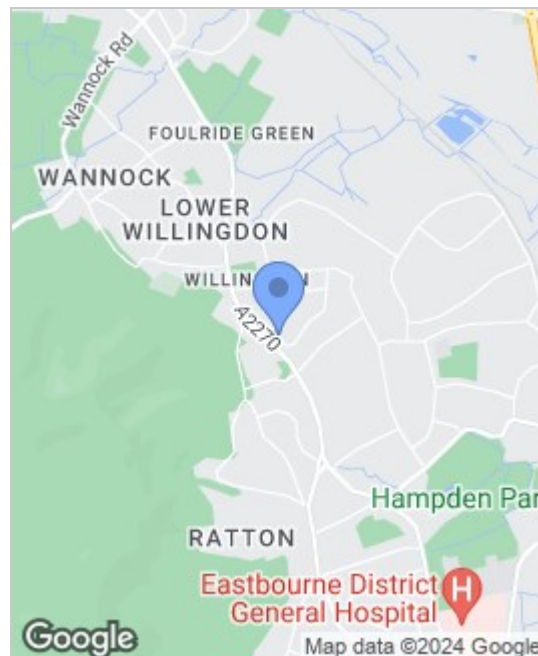 Wannock Rd
FOULRIDE GREEN
WANNOCK
LOWER
WILLINGDON
A2270
Hampden Par
RATTON
Eastbourne District
General Hospital
H
Google
Map data ©2024 Google